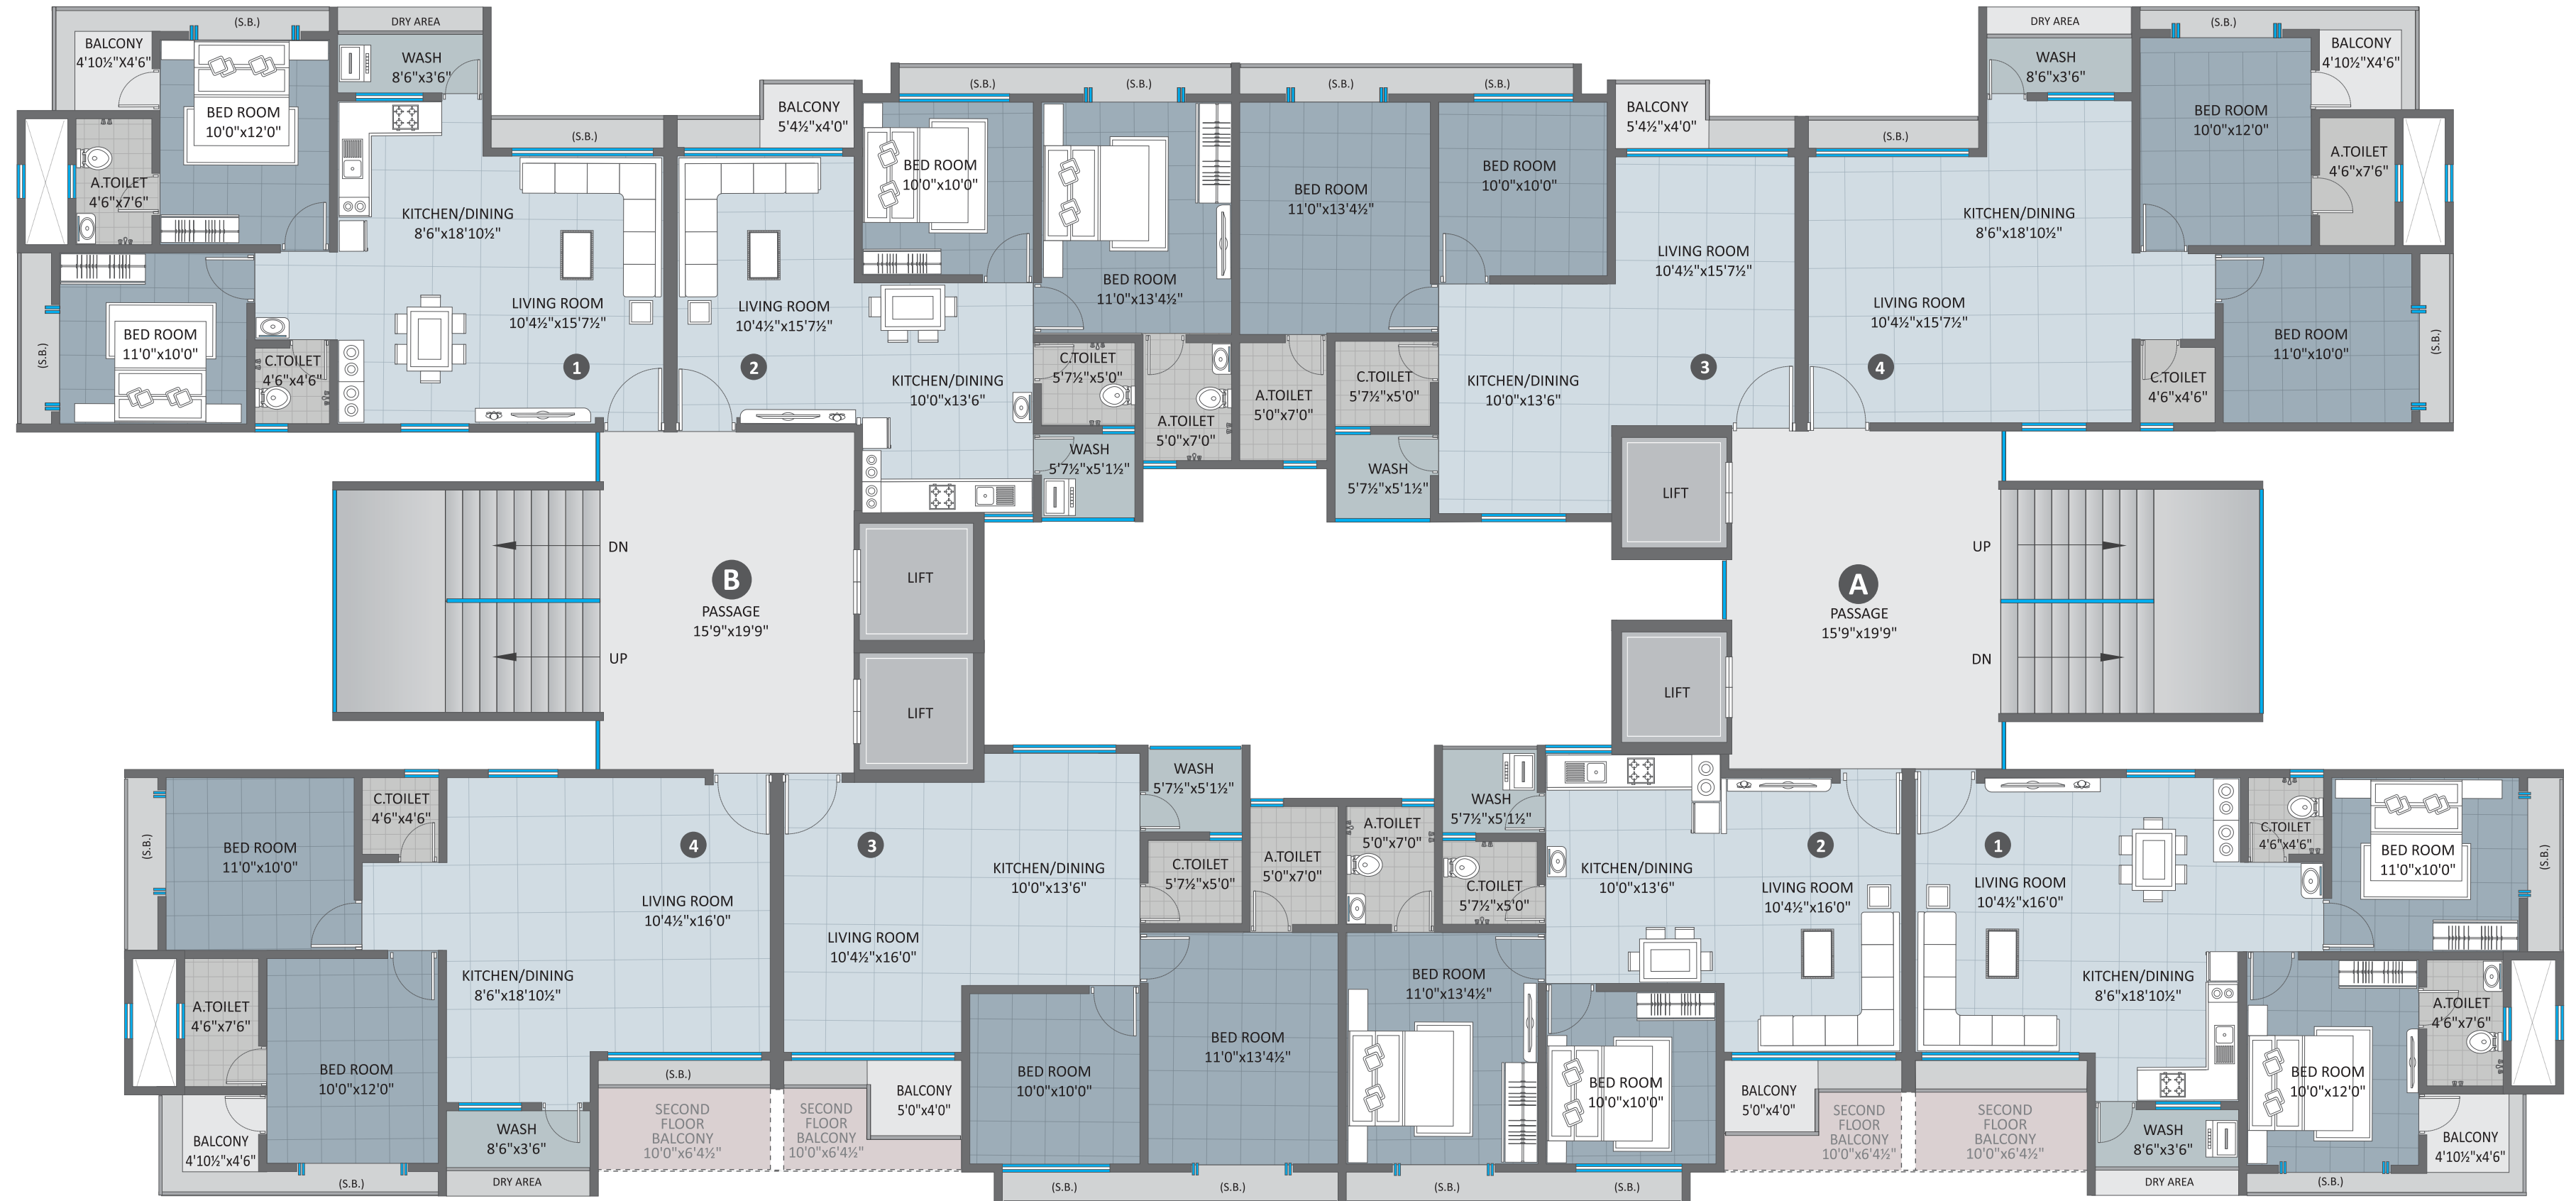 (S.B.)
DRY AREA
BALCONY
4'10½"X4'6"
WASH
8'6"x3'6"
BED ROOM
10'0"x12'0"
A.TOILET
4'6"x7'6"
KITCHEN/DINING
8'6"x18'10½"
(S.B.)
LIVING ROOM
10'4½"x15'7½"
1
(S.B.)
BED ROOM
11'0"x10'0"
C.TOILET
4'6"x4'6"
BALCONY
5'4½"x4'0"
(S.B.)
(S.B.)
BED ROOM
10'0"x10'0"
BED ROOM
11'0"x13'4½"
LIVING ROOM
10'4½"x15'7½"
2
KITCHEN/DINING
10'0"x13'6"
C.TOILET
5'7½"x5'0"
A.TOILET
5'0"x7'0"
WASH
5'7½"x5'1½"
(S.B.)
(S.B.)
BED ROOM
11'0"x13'4½"
BED ROOM
10'0"x10'0"
BALCONY
5'4½"x4'0"
LIVING ROOM
10'4½"x15'7½"
3
KITCHEN/DINING
10'0"x13'6"
A.TOILET
5'0"x7'0"
C.TOILET
5'7½"x5'0"
WASH
5'7½"x5'1½"
DRY AREA
(S.B.)
WASH
8'6"x3'6"
BALCONY
4'10½"X4'6"
BED ROOM
10'0"x12'0"
(S.B.)
A.TOILET
4'6"x7'6"
KITCHEN/DINING
8'6"x18'10½"
LIVING ROOM
10'4½"x15'7½"
4
BED ROOM
11'0"x10'0"
(S.B.)
C.TOILET
4'6"x4'6"
DN
UP
B
PASSAGE
15'9"x19'9"
LIFT
LIFT
LIFT
LIFT
A
PASSAGE
15'9"x19'9"
UP
DN
(S.B.)
BED ROOM
11'0"x10'0"
C.TOILET
4'6"x4'6"
4
LIVING ROOM
10'4½"x16'0"
KITCHEN/DINING
8'6"x18'10½"
A.TOILET
4'6"x7'6"
BED ROOM
10'0"x12'0"
BALCONY
4'10½"x4'6"
WASH
8'6"x3'6"
(S.B.)
DRY AREA
(S.B.)
SECOND
FLOOR
BALCONY
10'0"x6'4½"
3
WASH
5'7½"x5'1½"
KITCHEN/DINING
10'0"x13'6"
C.TOILET
5'7½"x5'0"
A.TOILET
5'0"x7'0"
LIVING ROOM
10'4½"x16'0"
BED ROOM
10'0"x10'0"
BED ROOM
11'0"x13'4½"
BALCONY
5'0"x4'0"
SECOND
FLOOR
BALCONY
10'0"x6'4½"
(S.B.)
(S.B.)
WASH
5'7½"x5'1½"
A.TOILET
5'0"x7'0"
C.TOILET
5'7½"x5'0"
KITCHEN/DINING
10'0"x13'6"
2
LIVING ROOM
10'4½"x16'0"
BED ROOM
11'0"x13'4½"
BED ROOM
10'0"x10'0"
BALCONY
5'0"x4'0"
SECOND
FLOOR
BALCONY
10'0"x6'4½"
(S.B.)
(S.B.)
1
LIVING ROOM
10'4½"x16'0"
C.TOILET
4'6"x4'6"
BED ROOM
11'0"x10'0"
(S.B.)
KITCHEN/DINING
8'6"x18'10½"
A.TOILET
4'6"x7'6"
BED ROOM
10'0"x12'0"
SECOND
FLOOR
BALCONY
10'0"x6'4½"
WASH
8'6"x3'6"
BALCONY
4'10½"x4'6"
DRY AREA
(S.B.)